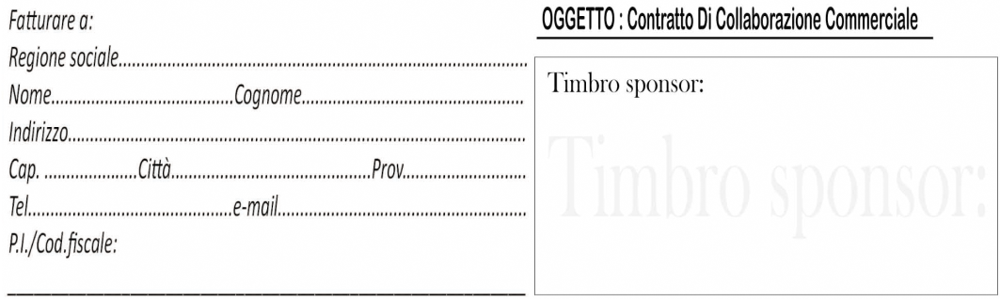 Fatturare a:
Regione sociale............................................................................................
Nome.........................................Cognome..................................................
Indirizzo.......................................................................................................
Cap. .....................Città.............................................Prov............................
Tel..............................................e-mail........................................................
P.I./Cod.fiscale:
OGGETTO : Contratto Di Collaborazione Commerciale
Timbro sponsor:
Timbro sponsor: